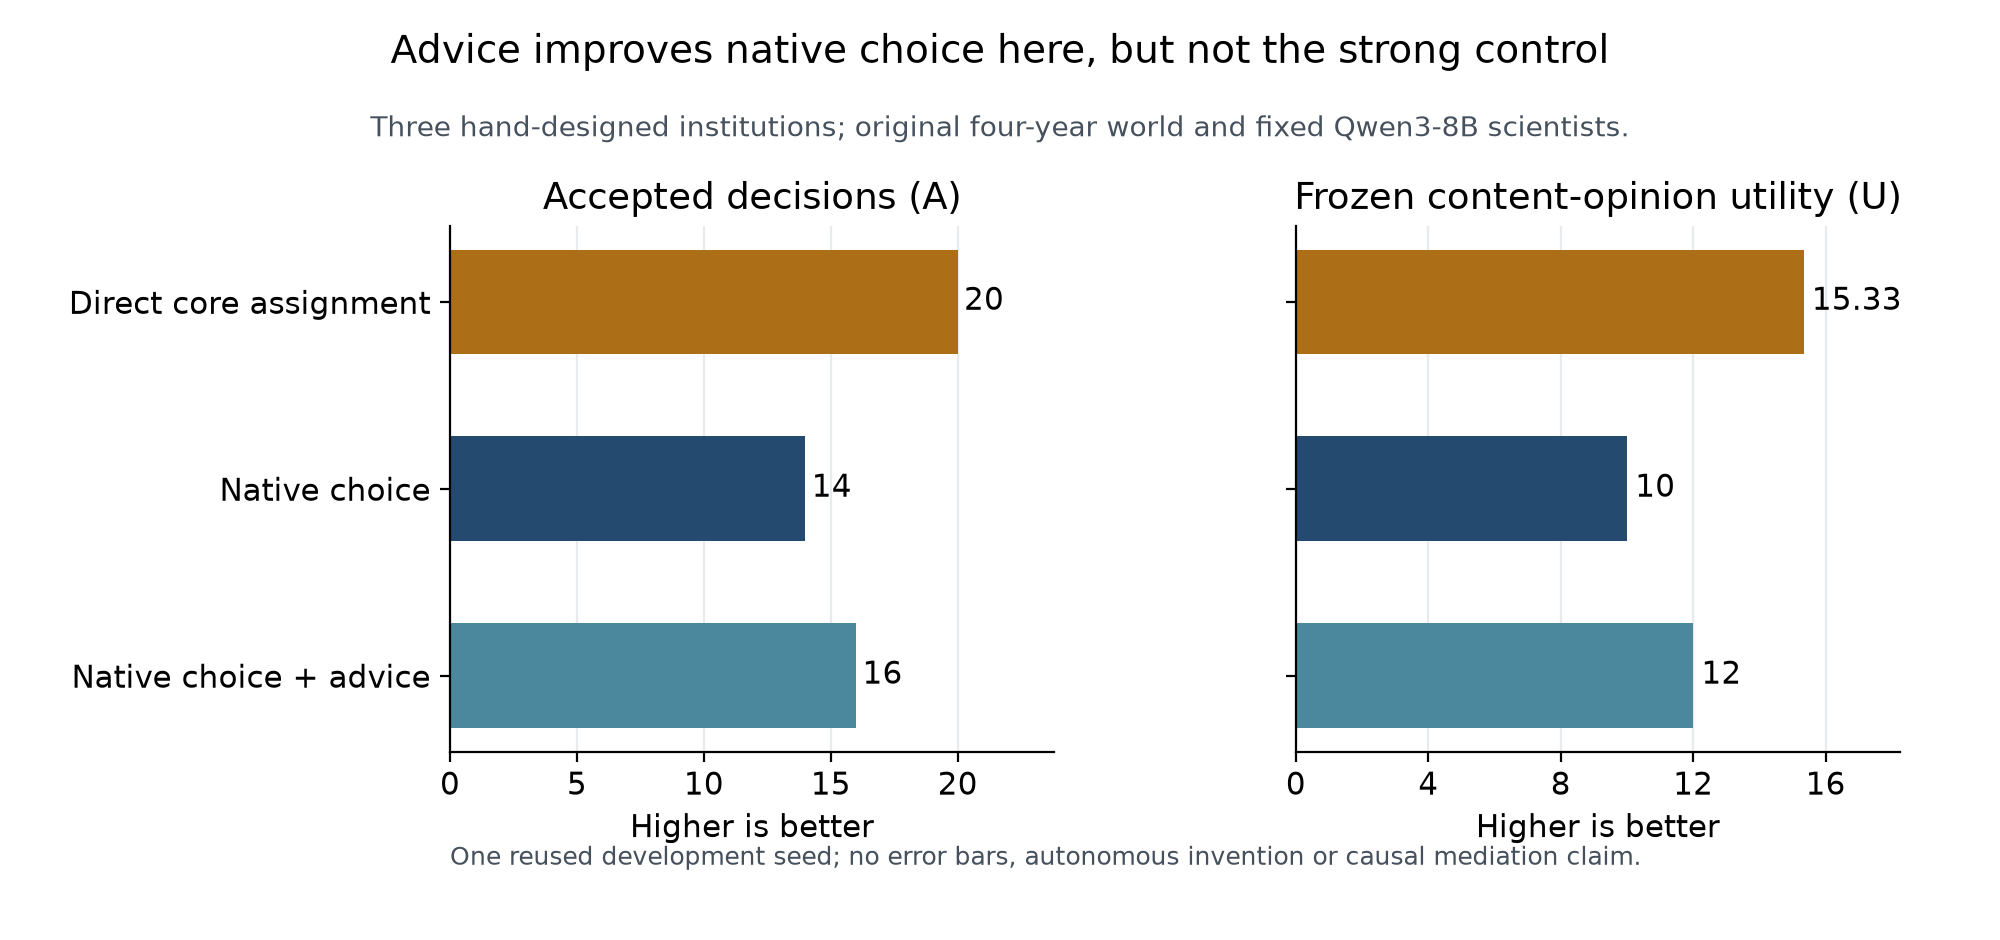 Advice improves native choice here, but not the strong control
Three hand-designed institutions; original four-year world and fixed Qwen3-8B scientists.
Accepted decisions (A)
Frozen content-opinion utility (U)
Direct core assignment
20
15.33
Native choice
14
10
Native choice + advice
16
12
0 5 10 15 20
0 4 8 12 16
Higher is better
Higher is better
One reused development seed; no error bars, autonomous invention or causal mediation claim.